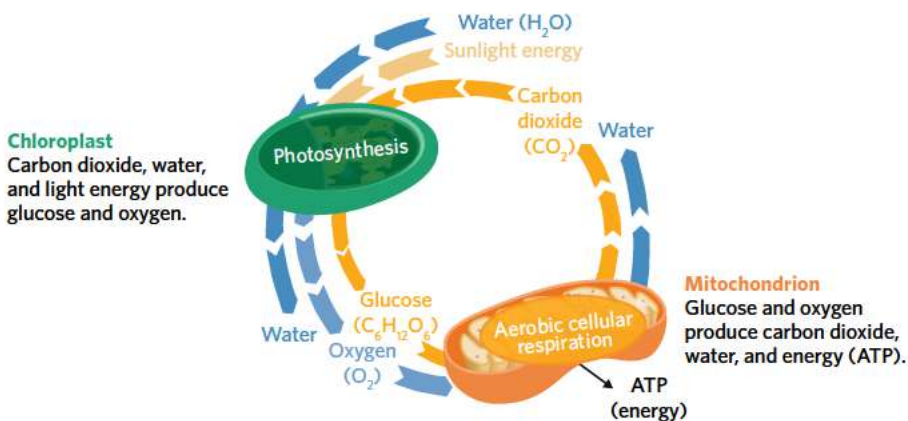 Water (H₂O)
Sunlight energy
Carbon
dioxide
(CO₂)
Water
Chloroplast
Carbon dioxide, water,
and light energy produce
glucose and oxygen.
Photosynthesis
Mitochondrion
Glucose and oxygen
produce carbon dioxide,
water, and energy (ATP).
Glucose
(C₆H₁₂O₆)
Water
Oxygen
(O₂)
Aerobic cellular
respiration
ATP
(energy)